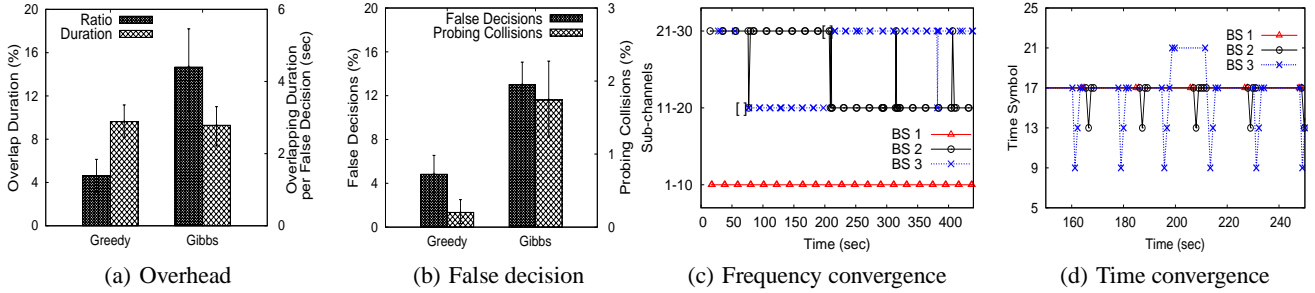 Overlap Duration (%)
20
16
12
8
4
0
Ratio
Duration
6
4
2
0
Overlapping Duration
per False Decision (sec)
Greedy
Gibbs
(a) Overhead
False Decisions (%)
20
16
12
8
4
0
False Decisions
Probing Collisions
3
2
1
0
Probing Collisions (%)
Greedy
Gibbs
(b) False decision
Sub-channels
21-30
11-20
1-10
[ ]
[ ]
BS 1
BS 2
BS 3
0 50 100 150 200 250 300 350 400
Time (sec)
(c) Frequency convergence
Time Symbol
25
21
17
13
9
5
BS 1
BS 2
BS 3
160 180 200 220 240
Time (sec)
(d) Time convergence